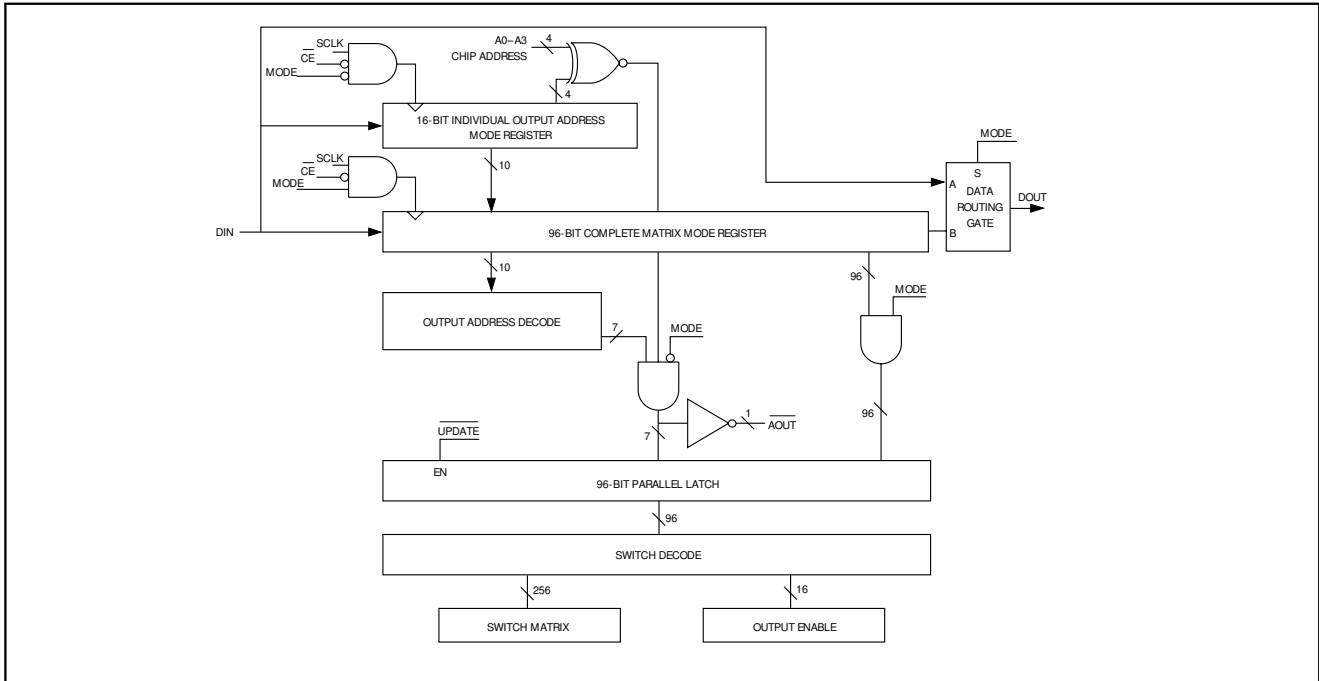 SCLK
CE
MODE
A0–A3
CHIP ADDRESS
4
4
16-BIT INDIVIDUAL OUTPUT ADDRESS
MODE REGISTER
10
SCLK
CE
MODE
MODE
S
A
DATA
ROUTING
GATE
B
DOUT
DIN
96-BIT COMPLETE MATRIX MODE REGISTER
10
96
MODE
OUTPUT ADDRESS DECODE
7
MODE
1
AOUT
7
96
UPDATE
EN
96-BIT PARALLEL LATCH
96
SWITCH DECODE
256
16
SWITCH MATRIX
OUTPUT ENABLE